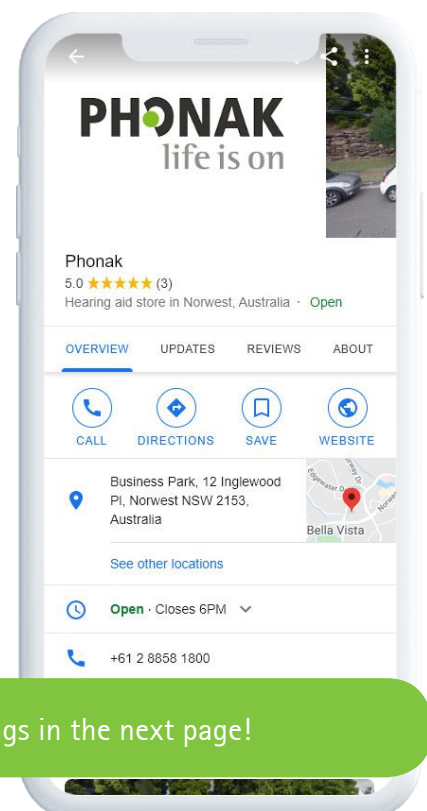 PHONAK
life is on
Phonak
5.0 ★★★★★ (3)
Hearing aid store in Norwest, Australia · Open
OVERVIEW UPDATES REVIEWS ABOUT
CALL DIRECTIONS SAVE WEBSITE
Business Park, 12 Inglewood
Pl, Norwest NSW 2153,
Australia
Bella Vista
See other locations
Open · Closes 6PM
+61 2 8858 1800
gs in the next page!